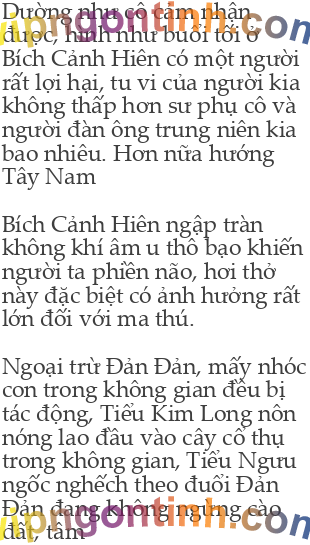 Dường như cô cảm nhận
được, hình như buổi tối ở
Bích Cảnh Hiên có một người
rất lợi hại, tu vi của người kia
không thấp hơn sư phụ cô và
người đàn ông trung niên kia
bao nhiêu. Hơn nữa hướng
Tây Nam
Bích Cảnh Hiên ngập tràn
không khí âm u thô bạo khiến
người ta phiền não, hơi thở
này đặc biệt có ảnh hưởng rất
lớn đối với ma thú.
Ngoại trừ Đản Đản, mấy nhóc
con trong không gian đều bị
tác động, Tiểu Kim Long nôn
nóng lao đầu vào cây cổ thụ
trong không gian, Tiểu Ngưu
ngốc nghếch theo đuổi Đản
Đản đang không ngừng cào
đất, tâm
vipngontinh.com
vipngontinh.com